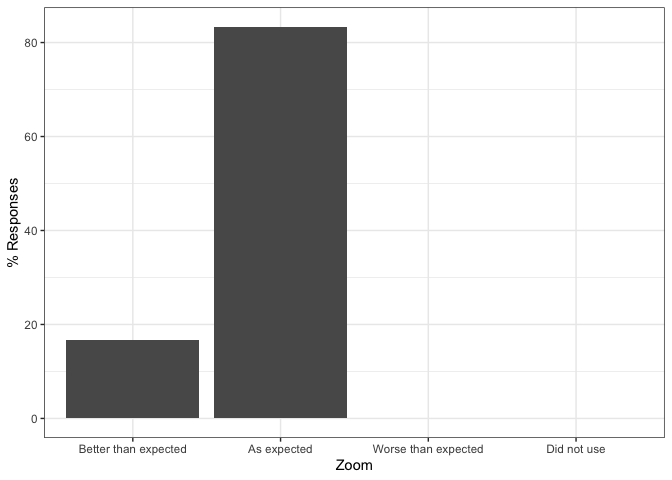 80
60
40
20
0
% Responses
Better than expected As expected Worse than expected Did not use
Zoom